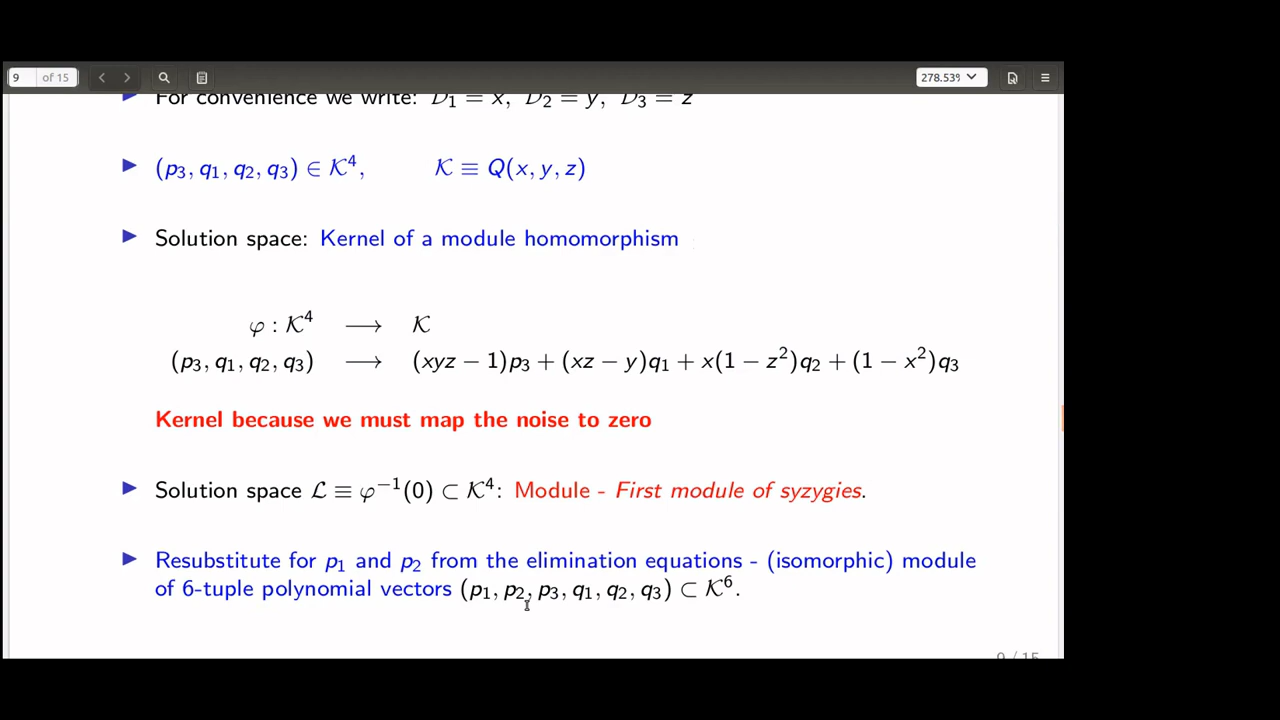 9 of 15 278.53%
▶ For convenience we write: 𝒟₁ = x, 𝒟₂ = y, 𝒟₃ = z
▶ (p₃, q₁, q₂, q₃) ∈ 𝒦⁴, 𝒦 ≡ Q(x, y, z)
▶ Solution space: Kernel of a module homomorphism
φ : 𝒦⁴ ⟶ 𝒦
(p₃, q₁, q₂, q₃) ⟶ (xyz − 1)p₃ + (xz − y)q₁ + x(1 − z²)q₂ + (1 − x²)q₃
Kernel because we must map the noise to zero
▶ Solution space ℒ ≡ φ⁻¹(0) ⊂ 𝒦⁴: Module - First module of syzygies.
▶ Resubstitute for p₁ and p₂ from the elimination equations - (isomorphic) module
of 6-tuple polynomial vectors (p₁, p₂, p₃, q₁, q₂, q₃) ⊂ 𝒦⁶.
9 / 15